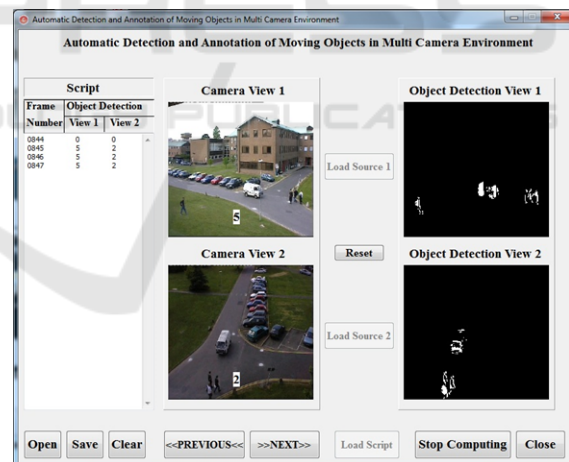 Automatic Detection and Annotation of Moving Objects in Multi Camera Environment
Automatic Detection and Annotation of Moving Objects in Multi Camera Environment
Script
Frame Number Object Detection
View 1 View 2
0844 0 0
0845 5 2
0846 5 2
0847 5 2
Camera View 1
5
Camera View 2
2
Load Source 1
Reset
Load Source 2
Object Detection View 1
Object Detection View 2
Open Save Clear <<PREVIOUS<< >>NEXT>> Load Script Stop Computing Close